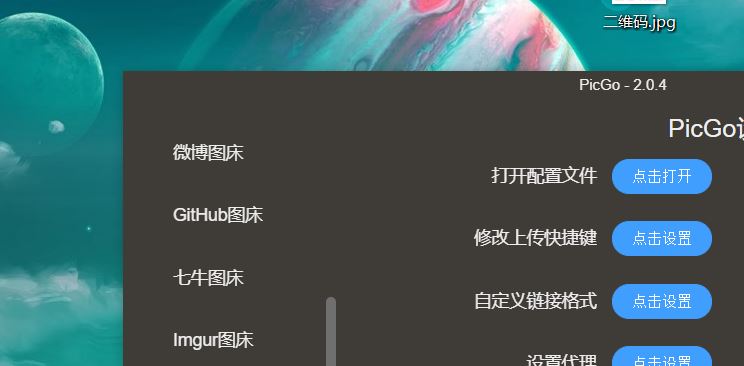 二维码.jpg
PicGo - 2.0.4
PicGo
微博图床
GitHub图床
七牛图床
Imgur图床
打开配置文件 点击打开
修改上传快捷键 点击设置
自定义链接格式 点击设置
设置代理 点击设置